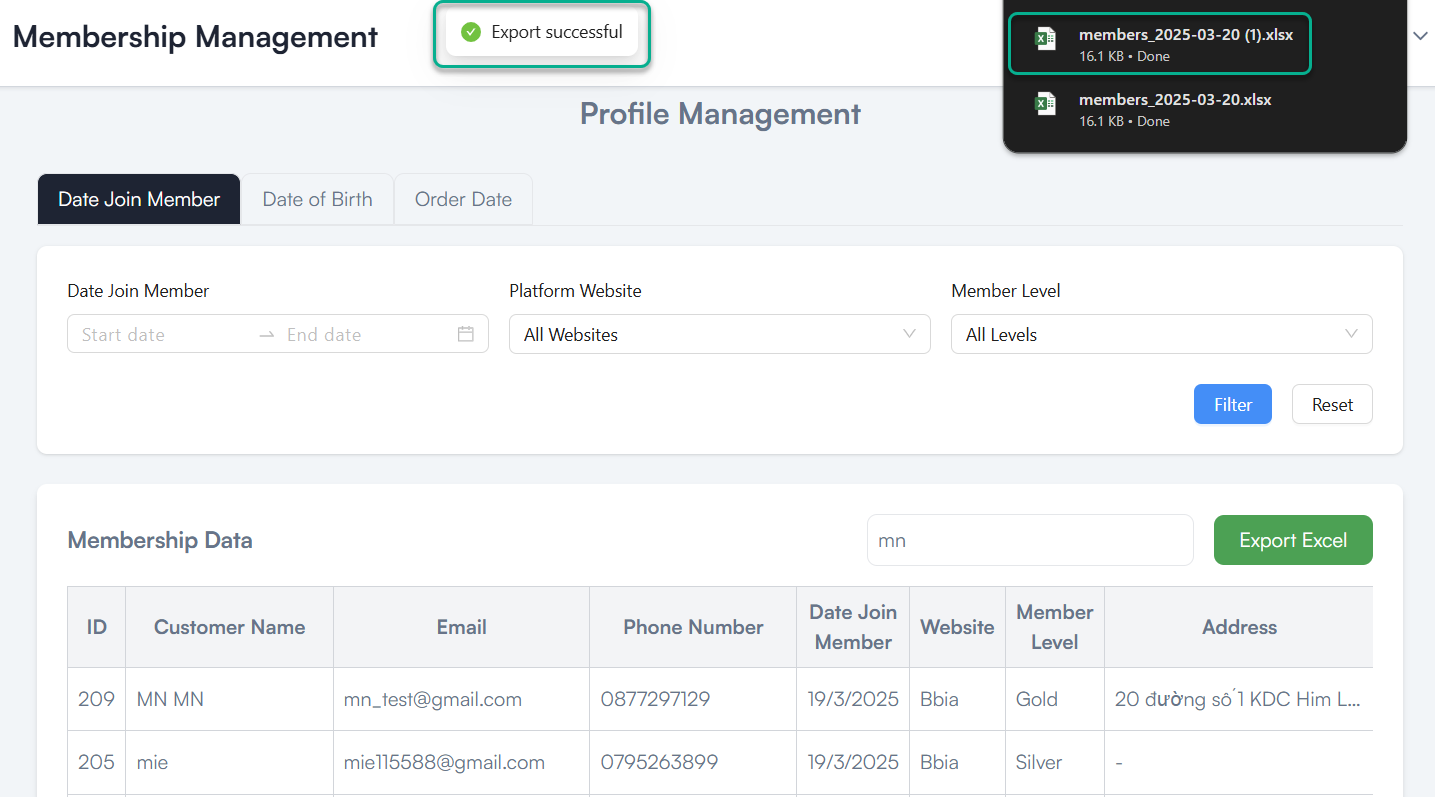 Membership Management
Export successful
members_2025-03-20 (1).xlsx
16.1 KB • Done
members_2025-03-20.xlsx
16.1 KB • Done
Profile Management
Date Join Member
Date of Birth
Order Date
Date Join Member
Platform Website
Member Level
Start date
End date
All Websites
All Levels
Filter
Reset
Membership Data
mn
Export Excel
ID
Customer Name
Email
Phone Number
Date Join
Member
Website
Member
Level
Address
209
MN MN
mn_test@gmail.com
0877297129
19/3/2025
Bbia
Gold
20 đường số 1 KDC Him L...
205
mie
mie115588@gmail.com
0795263899
19/3/2025
Bbia
Silver
-